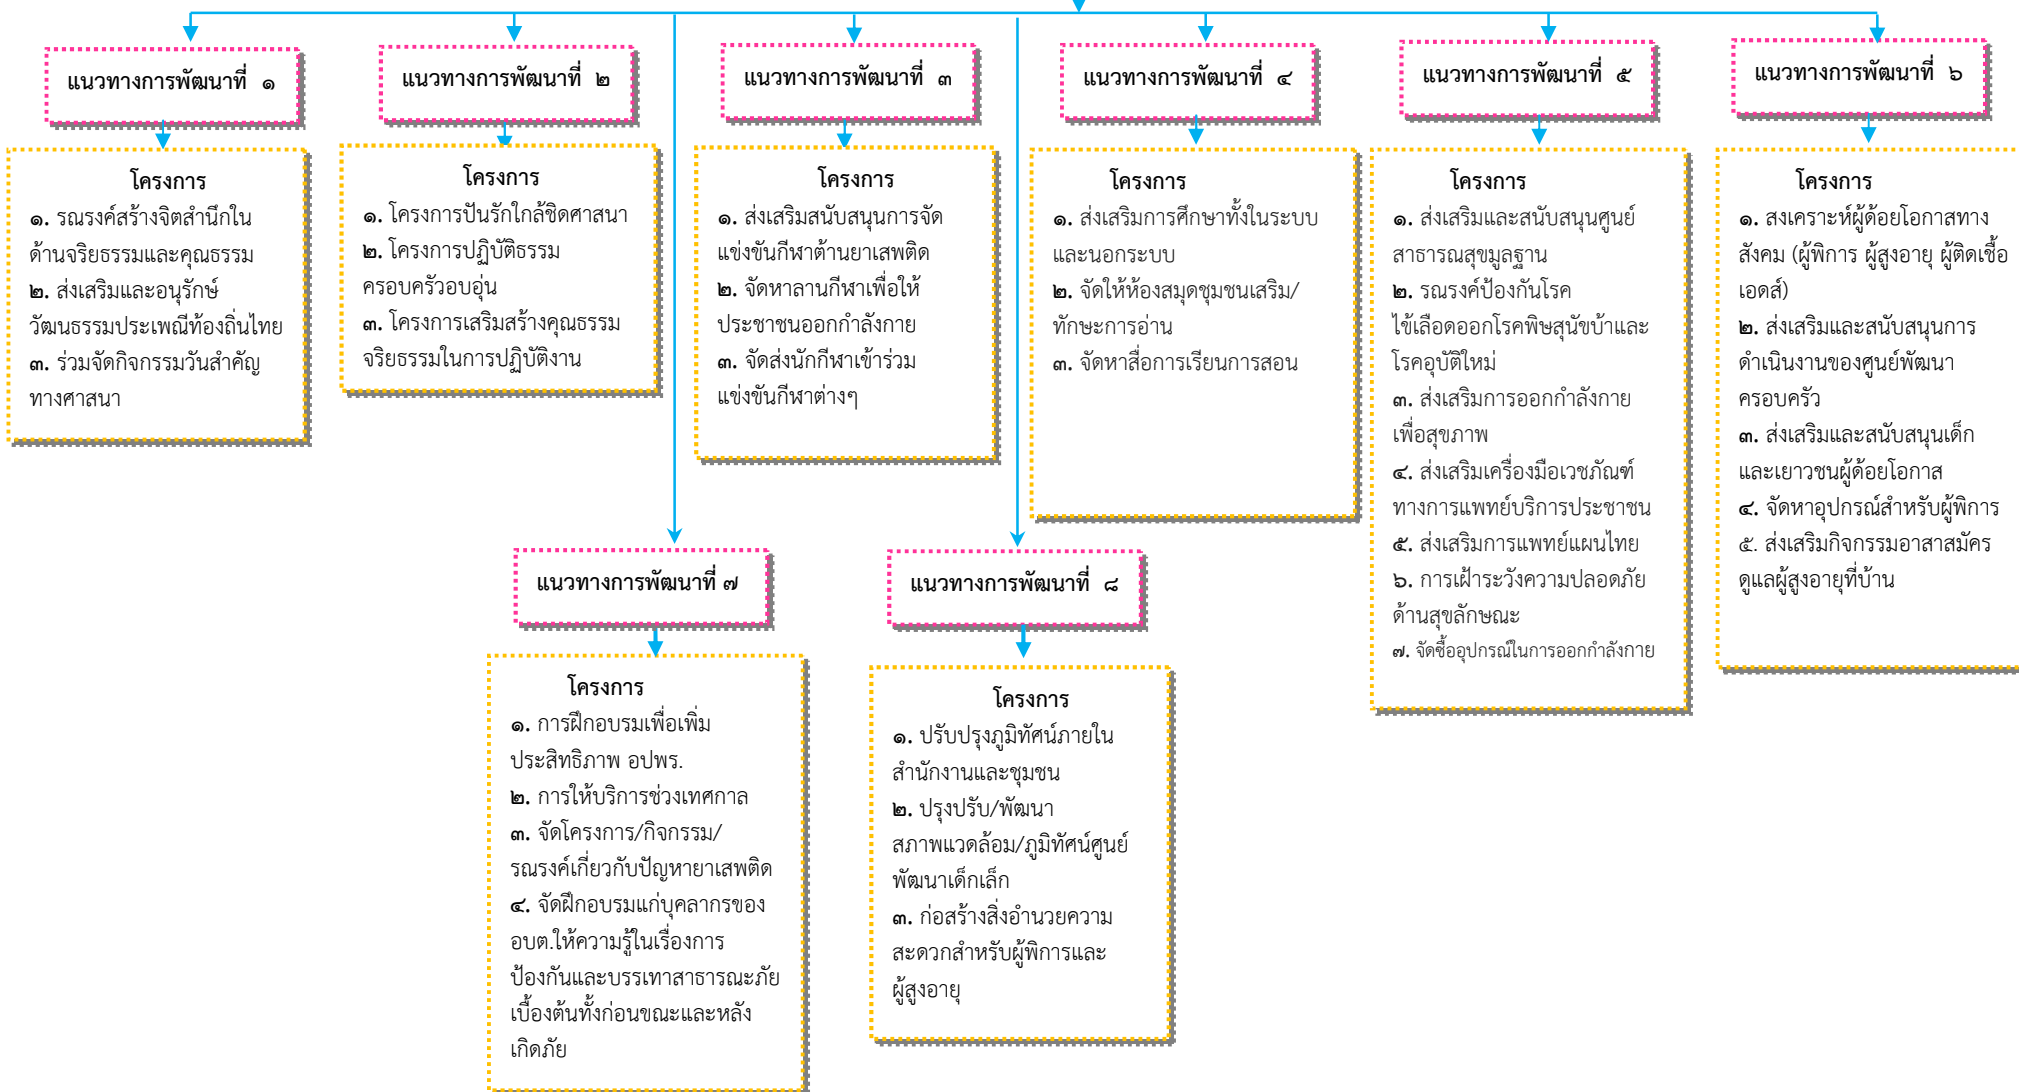 แนวทางการพัฒนาที่ ๑
โครงการ
๑. รณรงค์สร้างจิตสำนึกใน
ด้านจริยธรรมและคุณธรรม
๒. ส่งเสริมและอนุรักษ์
วัฒนธรรมประเพณีท้องถิ่นไทย
๓. ร่วมจัดกิจกรรมวันสำคัญ
ทางศาสนา
แนวทางการพัฒนาที่ ๒
โครงการ
๑. โครงการปันรักใกล้ชิดศาสนา
๒. โครงการปฏิบัติธรรม
ครอบครัวอบอุ่น
๓. โครงการเสริมสร้างคุณธรรม
จริยธรรมในการปฏิบัติงาน
แนวทางการพัฒนาที่ ๓
โครงการ
๑. ส่งเสริมสนับสนุนการจัด
แข่งขันกีฬาต้านยาเสพติด
๒. จัดหาลานกีฬาเพื่อให้
ประชาชนออกกำลังกาย
๓. จัดส่งนักกีฬาเข้าร่วม
แข่งขันกีฬาต่างๆ
แนวทางการพัฒนาที่ ๔
โครงการ
๑. ส่งเสริมการศึกษาทั้งในระบบ
และนอกระบบ
๒. จัดให้ห้องสมุดชุมชนเสริม/
ทักษะการอ่าน
๓. จัดหาสื่อการเรียนการสอน
แนวทางการพัฒนาที่ ๕
โครงการ
๑. ส่งเสริมและสนับสนุนศูนย์
สาธารณสุขมูลฐาน
๒. รณรงค์ป้องกันโรค
ไข้เลือดออกโรคพิษสุนัขบ้าและ
โรคอุบัติใหม่
๓. ส่งเสริมการออกกำลังกาย
เพื่อสุขภาพ
๔. ส่งเสริมเครื่องมือเวชภัณฑ์
ทางการแพทย์บริการประชาชน
๕. ส่งเสริมการแพทย์แผนไทย
๖. การเฝ้าระวังความปลอดภัย
ด้านสุขลักษณะ
๗. จัดซื้ออุปกรณ์ในการออกกำลังกาย
แนวทางการพัฒนาที่ ๖
โครงการ
๑. สงเคราะห์ผู้ด้อยโอกาสทาง
สังคม (ผู้พิการ ผู้สูงอายุ ผู้ติดเชื้อ
เอดส์)
๒. ส่งเสริมและสนับสนุนการ
ดำเนินงานของศูนย์พัฒนา
ครอบครัว
๓. ส่งเสริมและสนับสนุนเด็ก
และเยาวชนผู้ด้อยโอกาส
๔. จัดหาอุปกรณ์สำหรับผู้พิการ
๕. ส่งเสริมกิจกรรมอาสาสมัคร
ดูแลผู้สูงอายุที่บ้าน
แนวทางการพัฒนาที่ ๗
โครงการ
๑. การฝึกอบรมเพื่อเพิ่ม
ประสิทธิภาพ อปพร.
๒. การให้บริการช่วงเทศกาล
๓. จัดโครงการ/กิจกรรม/
รณรงค์เกี่ยวกับปัญหายาเสพติด
๔. จัดฝึกอบรมแก่บุคลากรของ
อบต.ให้ความรู้ในเรื่องการ
ป้องกันและบรรเทาสาธารณะภัย
เบื้องต้นทั้งก่อนขณะและหลัง
เกิดภัย
แนวทางการพัฒนาที่ ๘
โครงการ
๑. ปรับปรุงภูมิทัศน์ภายใน
สำนักงานและชุมชน
๒. ปรุงปรับ/พัฒนา
สภาพแวดล้อม/ภูมิทัศน์ศูนย์
พัฒนาเด็กเล็ก
๓. ก่อสร้างสิ่งอำนวยความ
สะดวกสำหรับผู้พิการและ
ผู้สูงอายุ